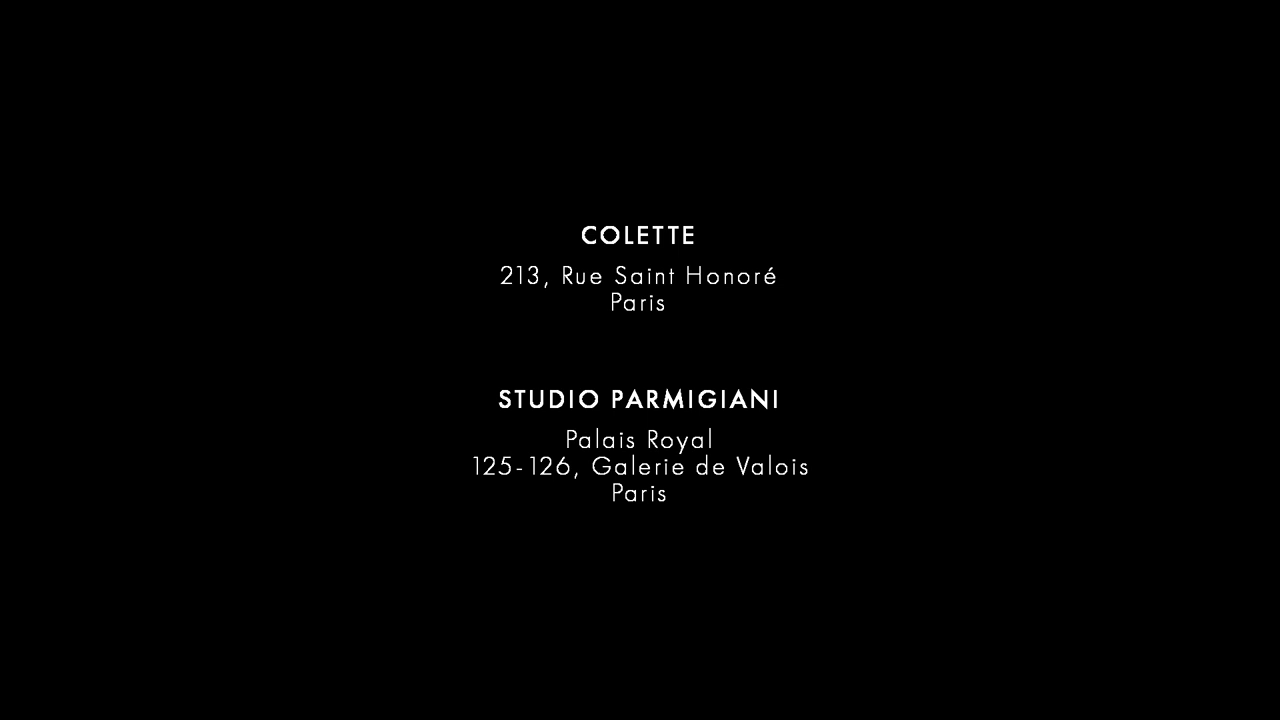 COLETTE
213, Rue Saint Honoré
Paris
STUDIO PARMIGIANI
Palais Royal
125-126, Galerie de Valois
Paris